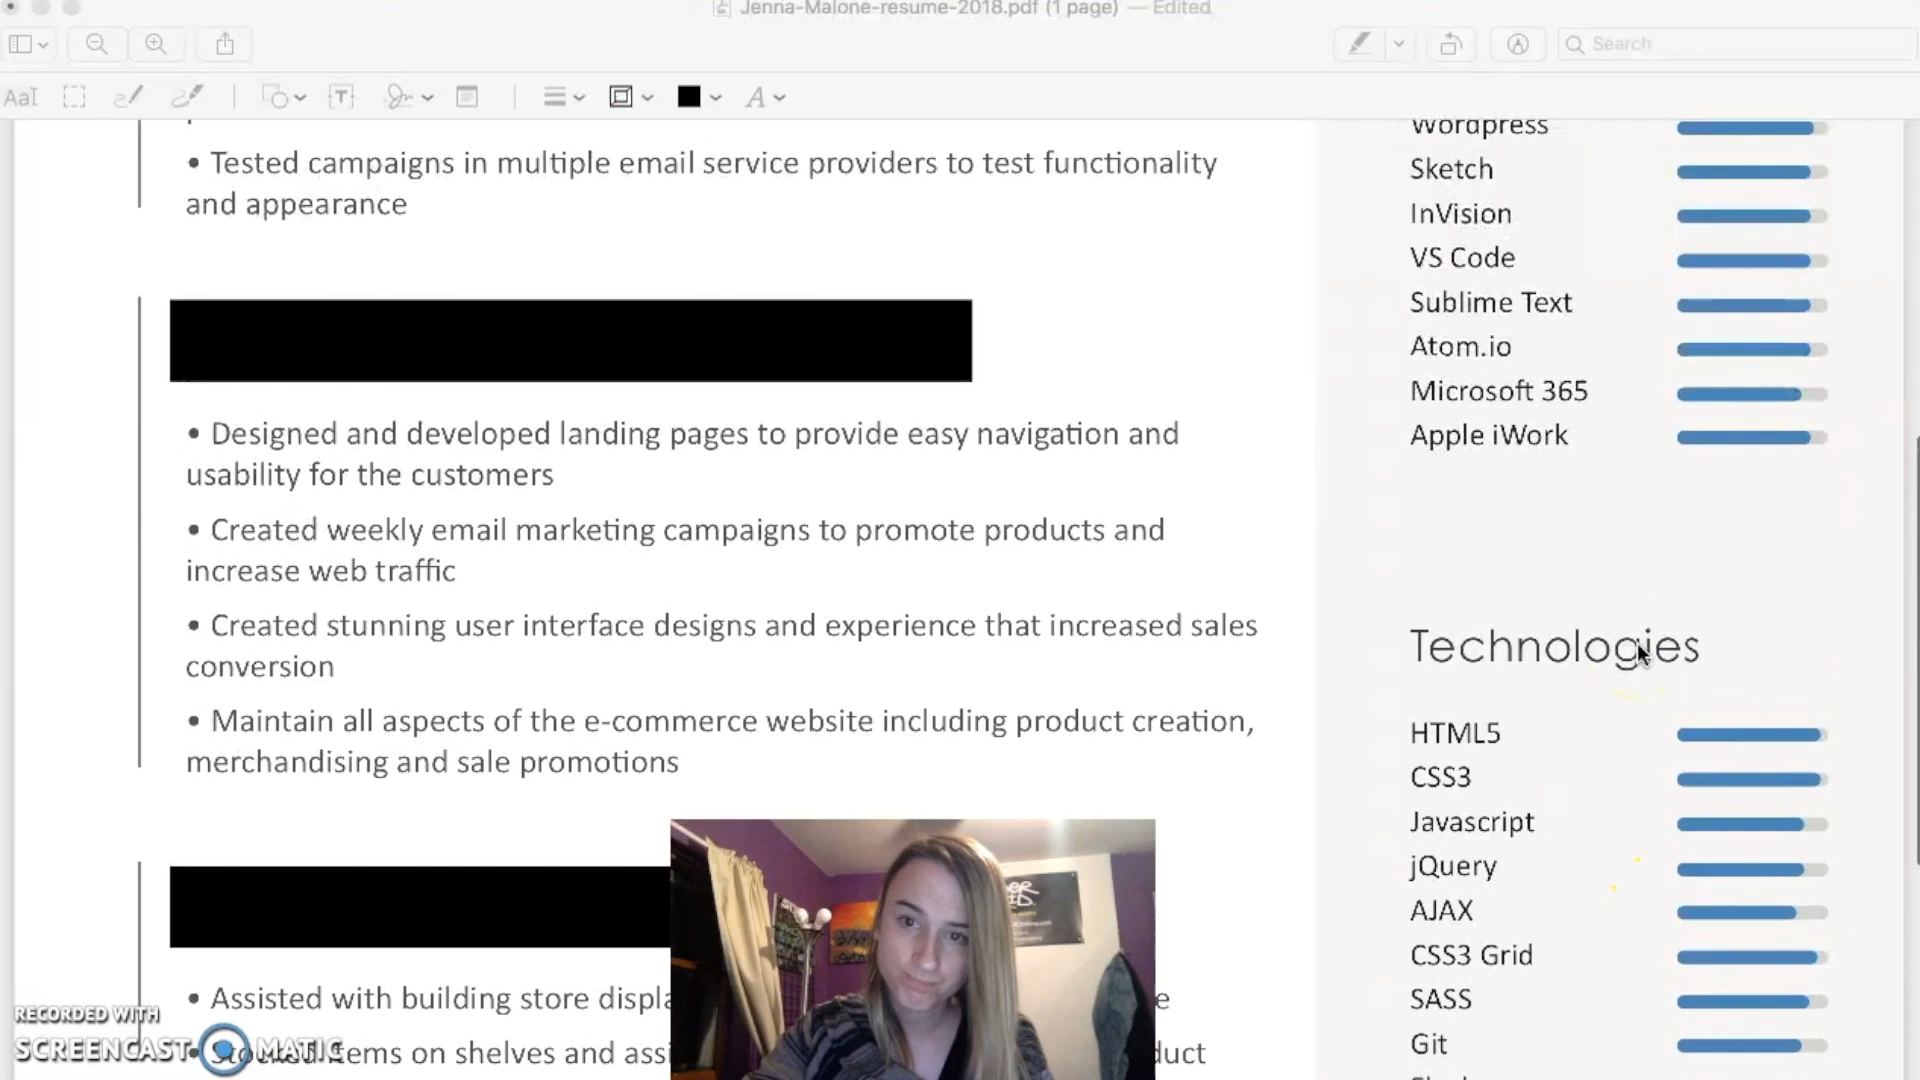 Jenna-Malone-resume-2018.pdf (1 page) — Edited
Search
AaI
T
A
• Tested campaigns in multiple email service providers to test functionality
and appearance
• Designed and developed landing pages to provide easy navigation and
usability for the customers
• Created weekly email marketing campaigns to promote products and
increase web traffic
• Created stunning user interface designs and experience that increased sales
conversion
• Maintain all aspects of the e-commerce website including product creation,
merchandising and sale promotions
• Assisted with building store
items on shelves and
Wordpress
Sketch
InVision
VS Code
Sublime Text
Atom.io
Microsoft 365
Apple iWork
Technologies
HTML5
CSS3
Javascript
jQuery
AJAX
CSS3 Grid
SASS
Git
RECORDED WITH
SCREENCAST MATIC